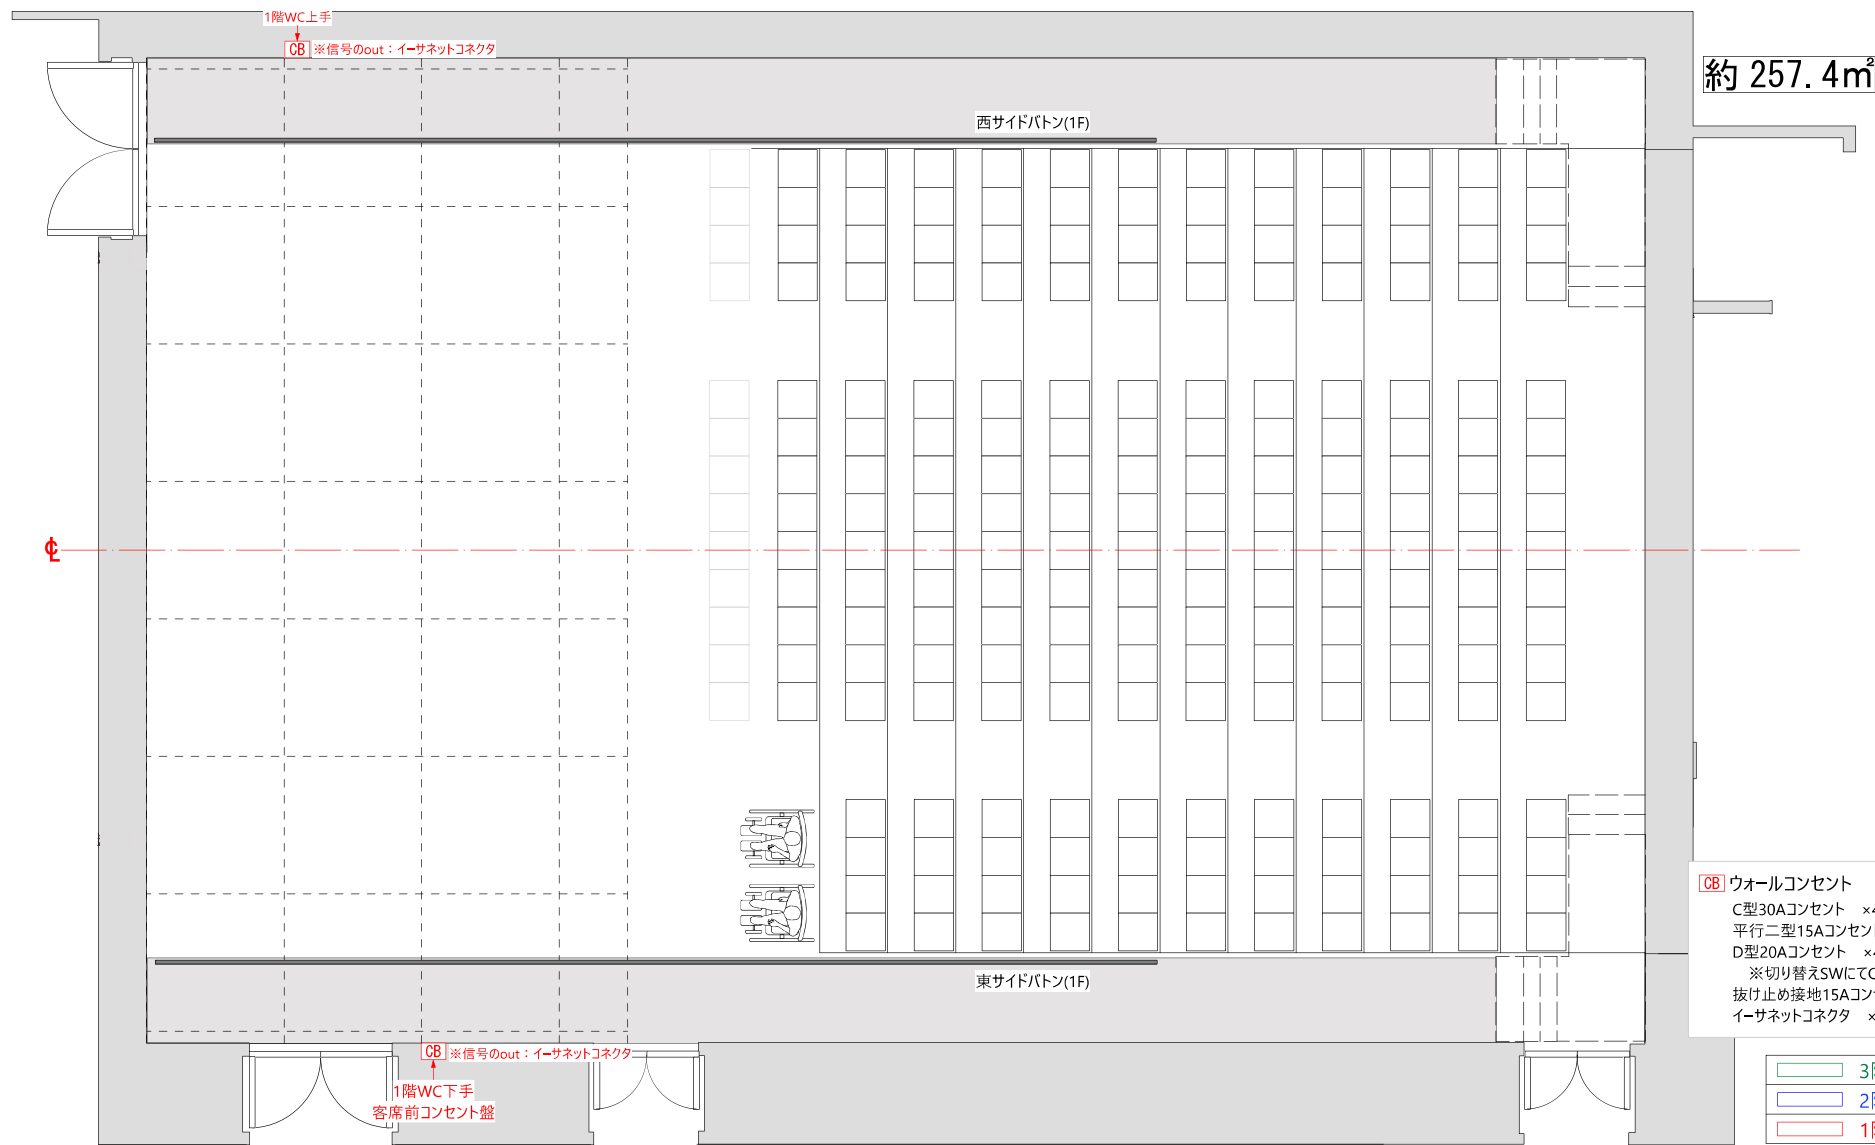 1階WC上手
CB ※信号のout：イーサネットコネクタ
約 257.4㎡
西サイドバトン(1F)
℄
東サイドバトン(1F)
CB ※信号のout：イーサネットコネクタ
1階WC下手
客席前コンセント盤
CB ウォールコンセント
C型30Aコンセント ×4
平行二型15Aコンセン
D型20Aコンセント ×4
※切り替えSWにてC
抜け止め接地15Aコン
イーサネットコネクタ ×
3階
2階
1階